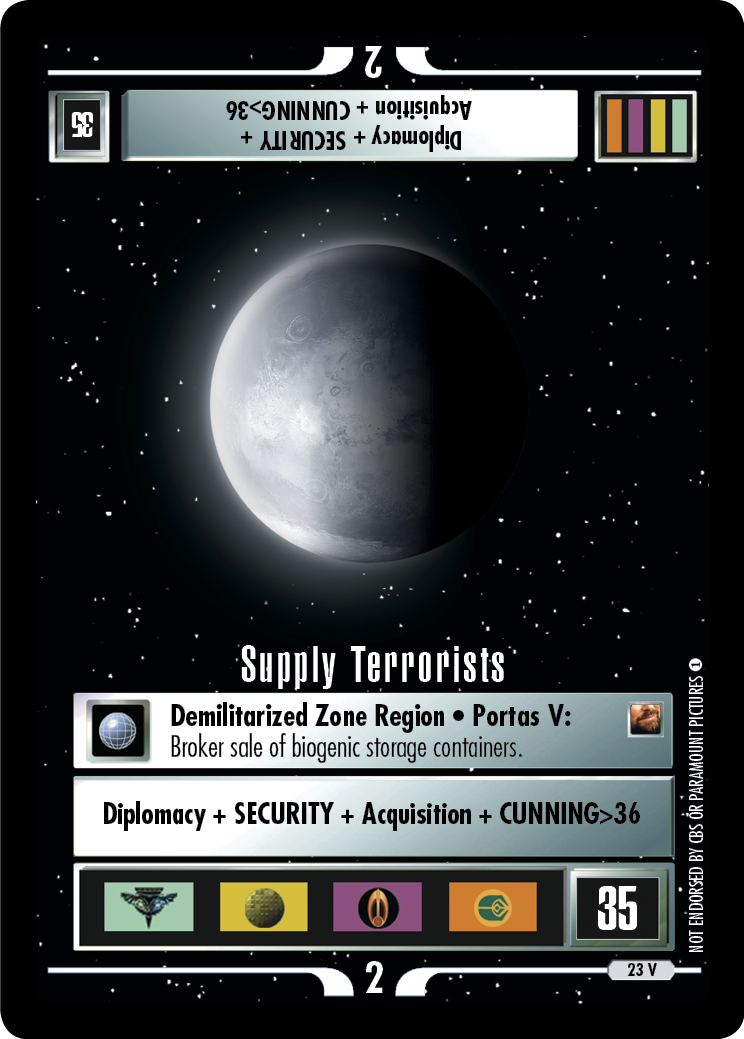 2
Diplomacy + SECURITY +
Acquisition + CUNNING>36
35
Supply Terrorists
Demilitarized Zone Region • Portas V:
Broker sale of biogenic storage containers.
Diplomacy + SECURITY + Acquisition + CUNNING>36
35
2
23 V
NOT ENDORSED BY CBS OR PARAMOUNT PICTURES 1